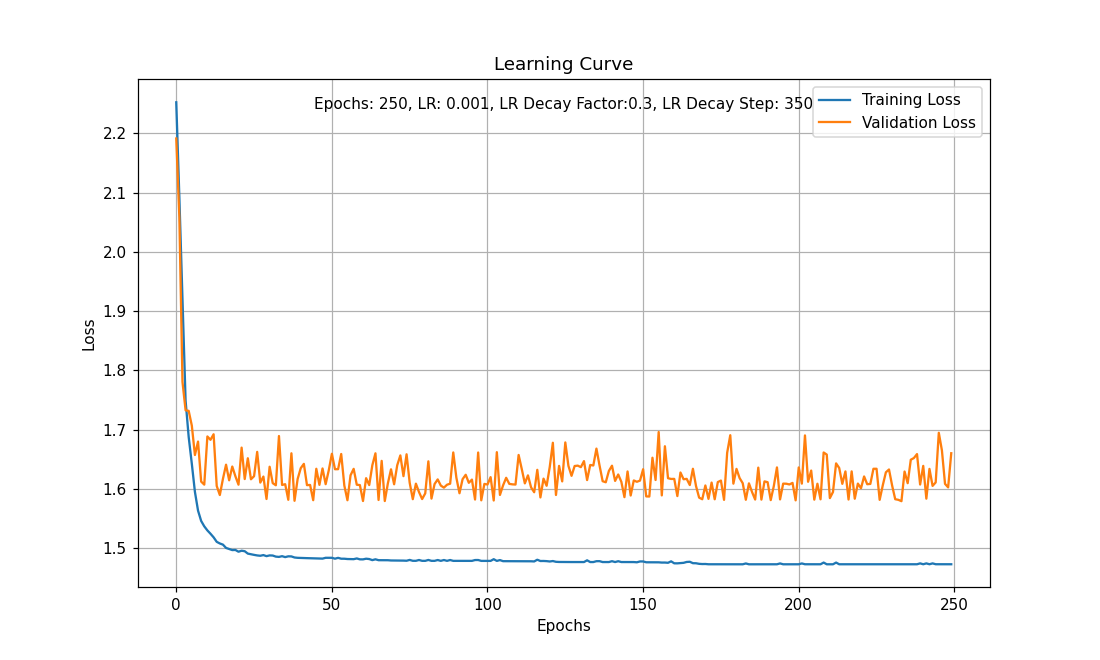 Learning Curve
Epochs: 250, LR: 0.001, LR Decay Factor:0.3, LR Decay Step: 350
Training Loss
Validation Loss
2.2
2.1
2.0
1.9
1.8
1.7
1.6
1.5
Loss
0 50 100 150 200 250
Epochs